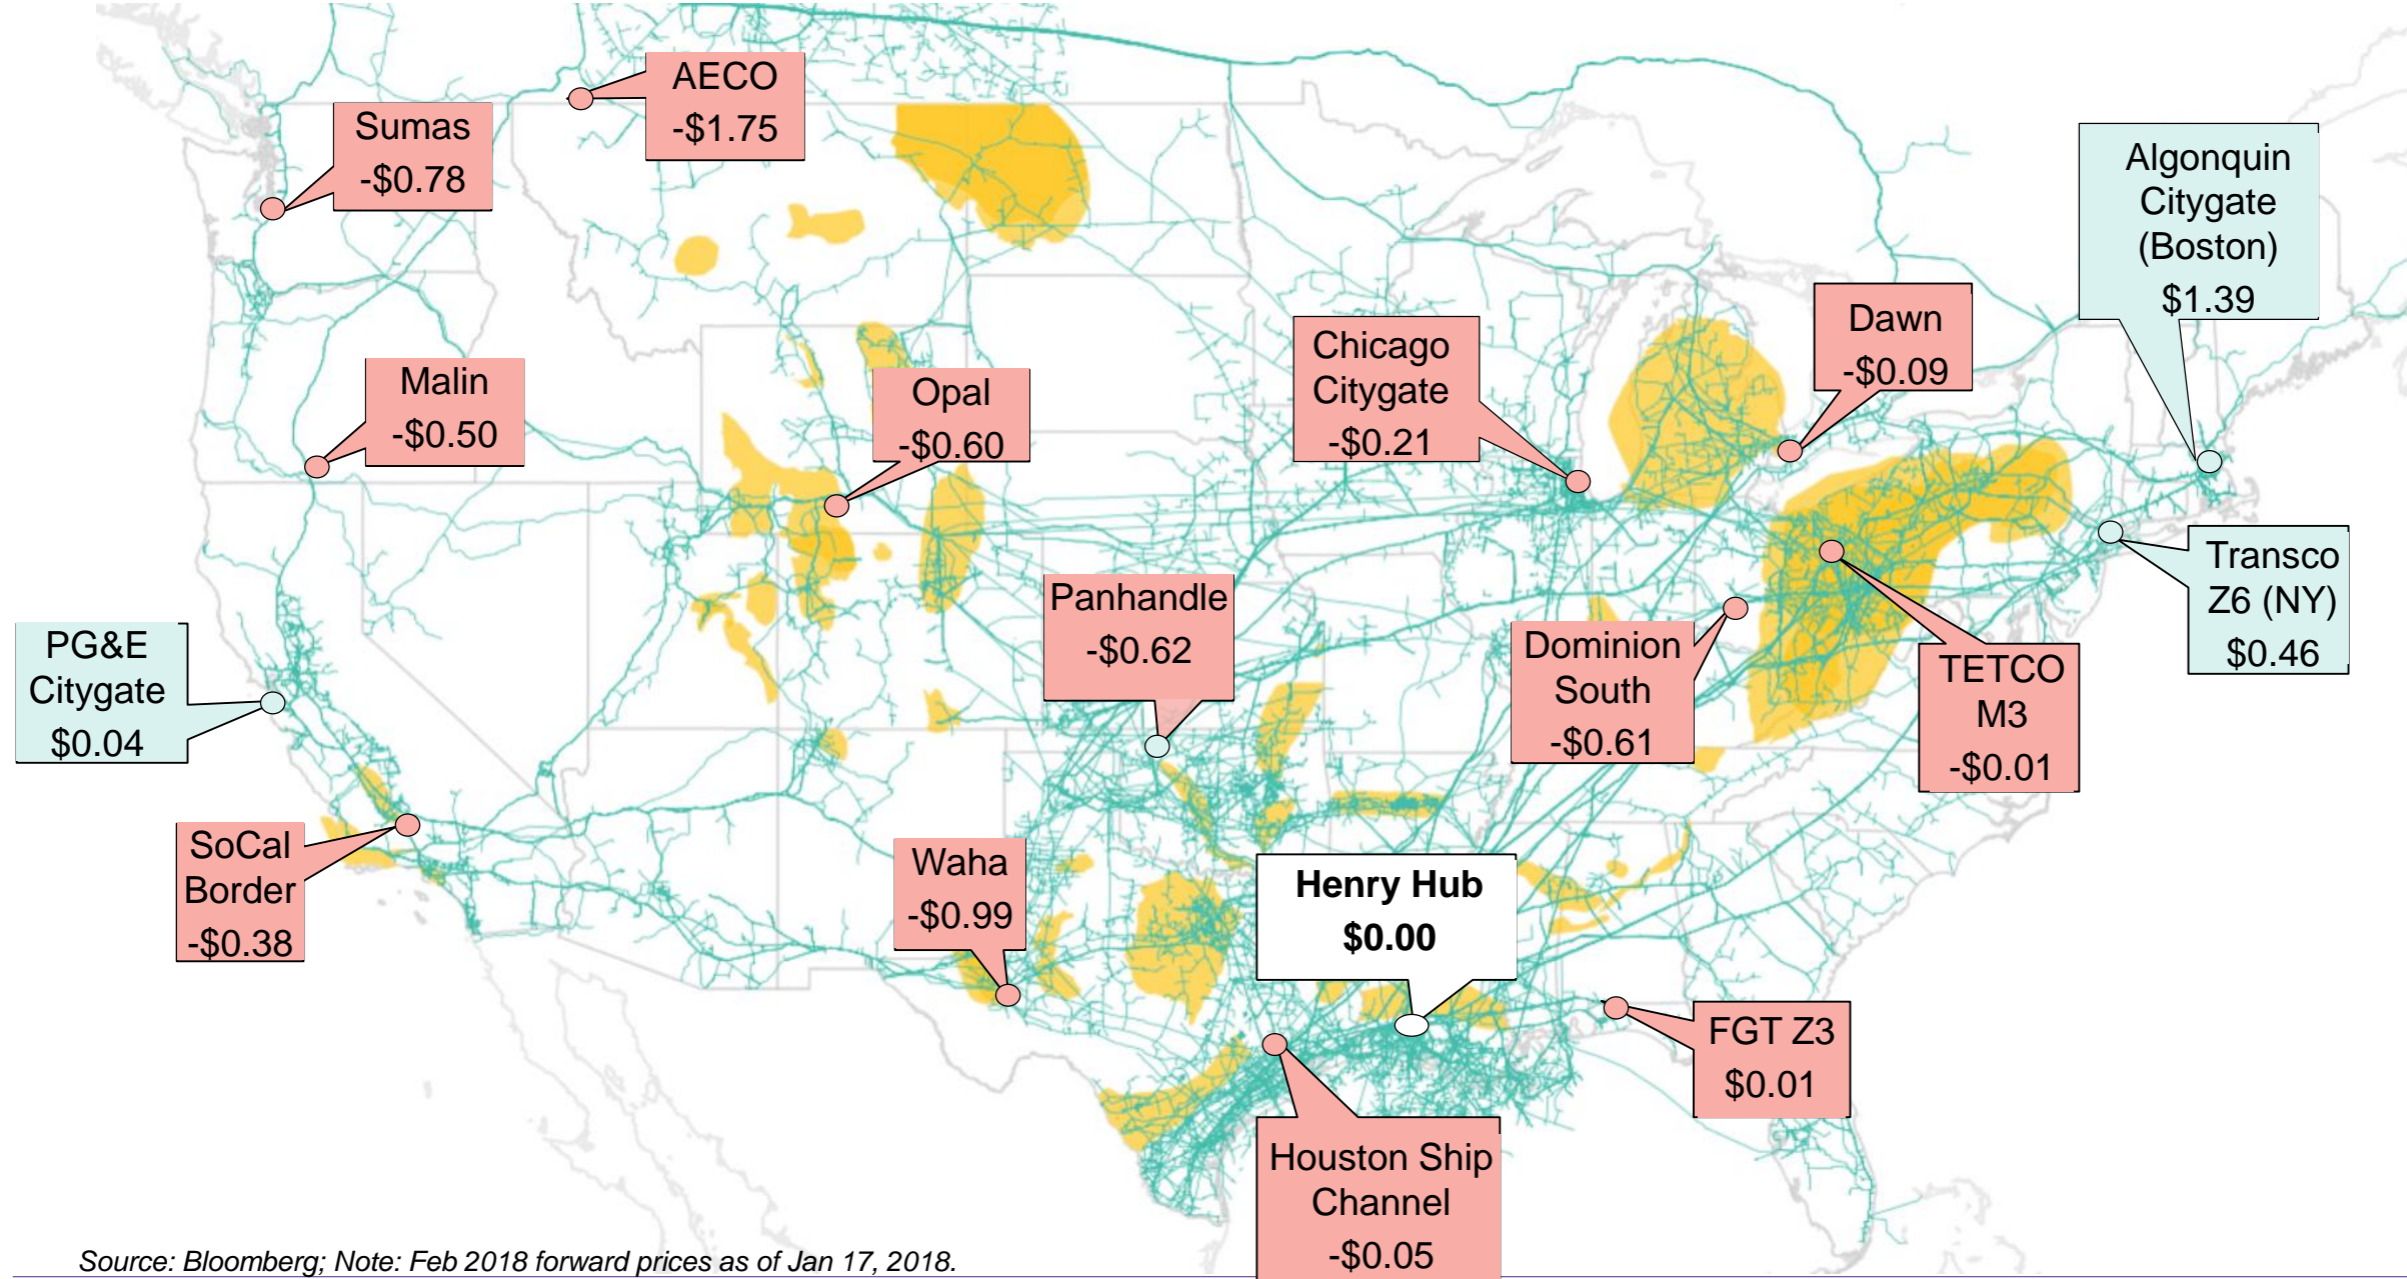 AECO
-$1.75
Sumas
-$0.78
Algonquin
Citygate
(Boston)
$1.39
Dawn
-$0.09
Chicago
Citygate
-$0.21
Malin
-$0.50
Opal
-$0.60
Transco
Z6 (NY)
$0.46
Panhandle
-$0.62
PG&E
Citygate
$0.04
Dominion
South
-$0.61
TETCO
M3
-$0.01
SoCal
Border
-$0.38
Waha
-$0.99
Henry Hub
$0.00
FGT Z3
$0.01
Houston Ship
Channel
-$0.05
Source: Bloomberg; Note: Feb 2018 forward prices as of Jan 17, 2018.